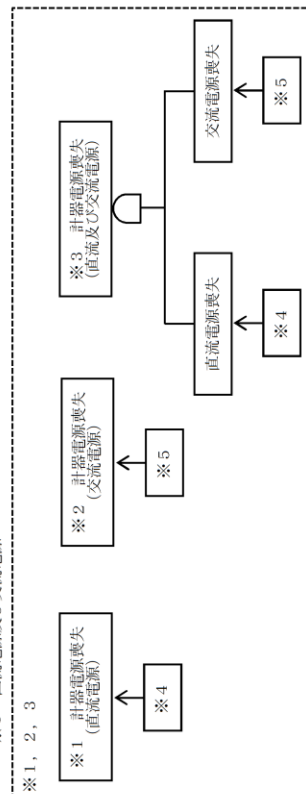 ※1，2，3
※1 計器電源喪失
(直流電源)
※4
※2 計器電源喪失
(交流電源)
※5
※3 計器電源喪失
(直流及び交流電源)
直流電源喪失
※4
交流電源喪失
※5